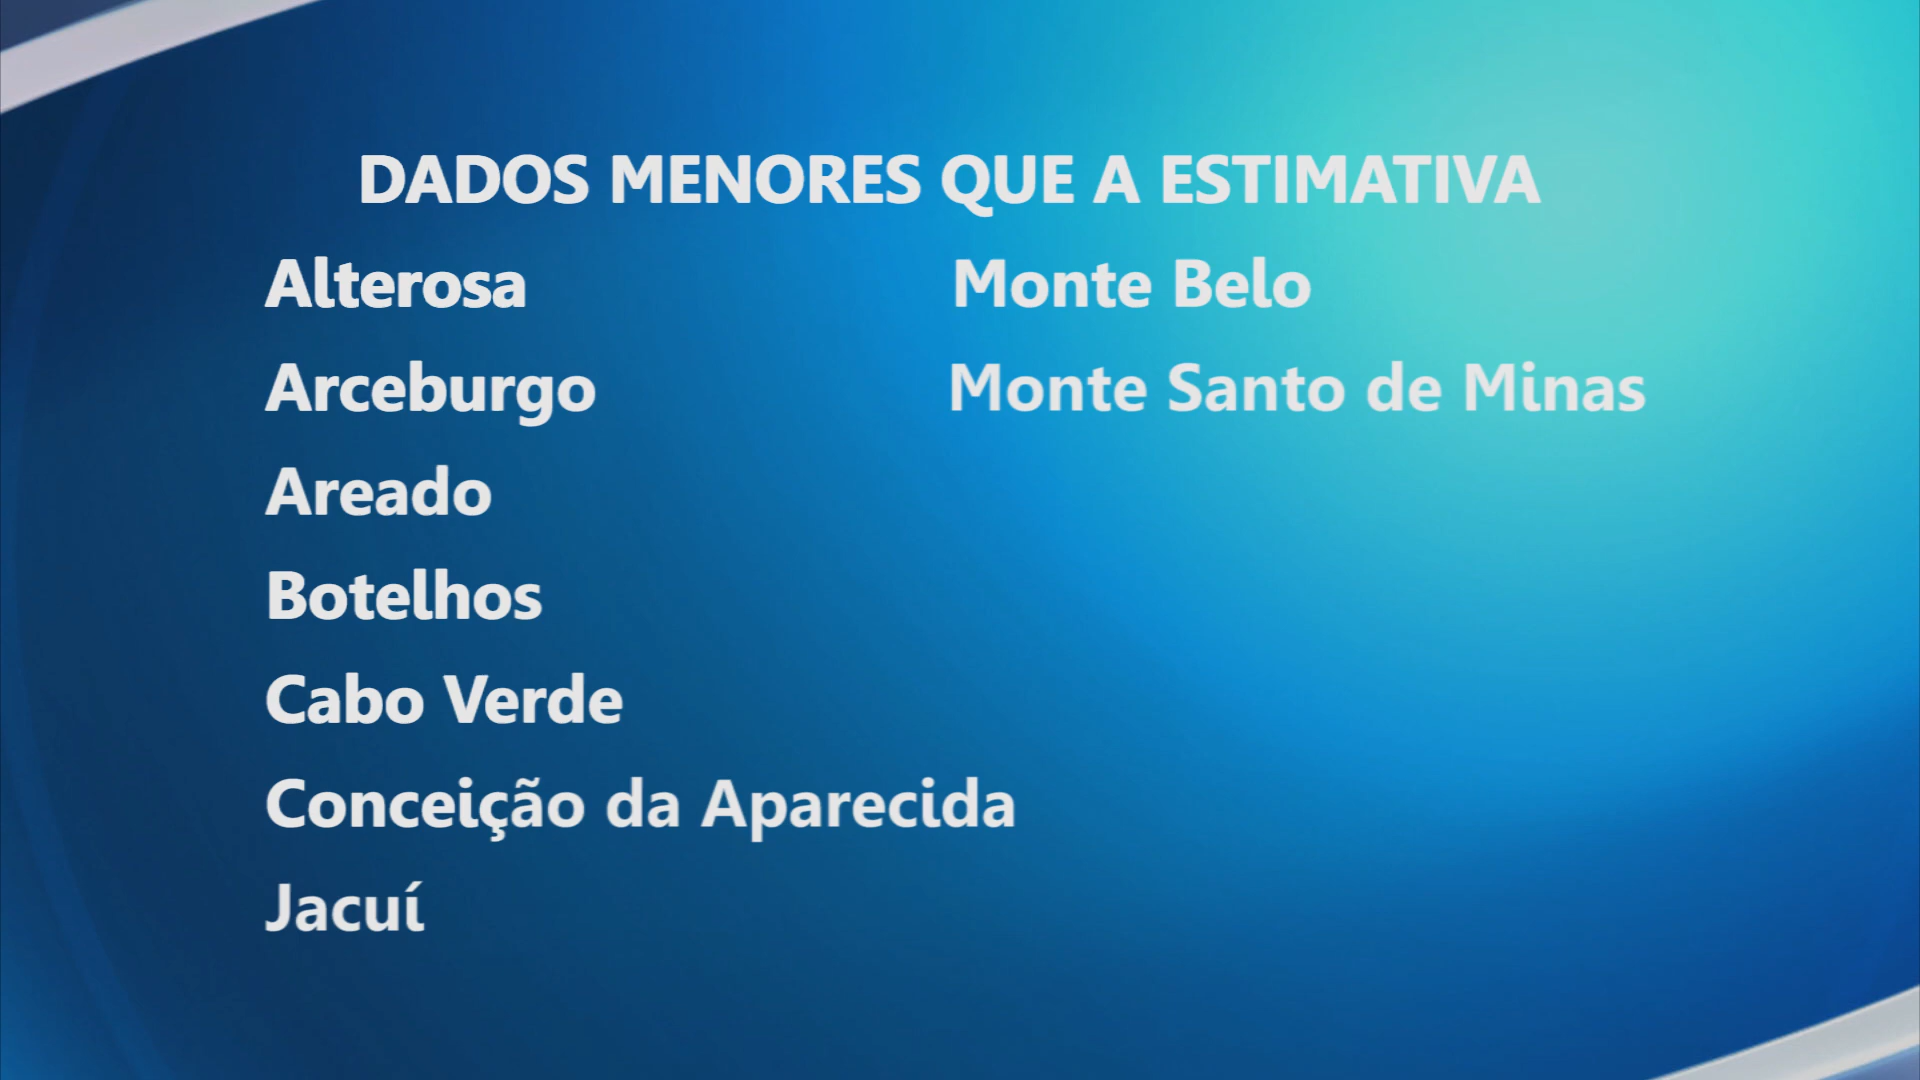 DADOS MENORES QUE A ESTIMATIVA
Alterosa
Arceburgo
Areado
Botelhos
Cabo Verde
Conceição da Aparecida
Jacuí
Monte Belo
Monte Santo de Minas